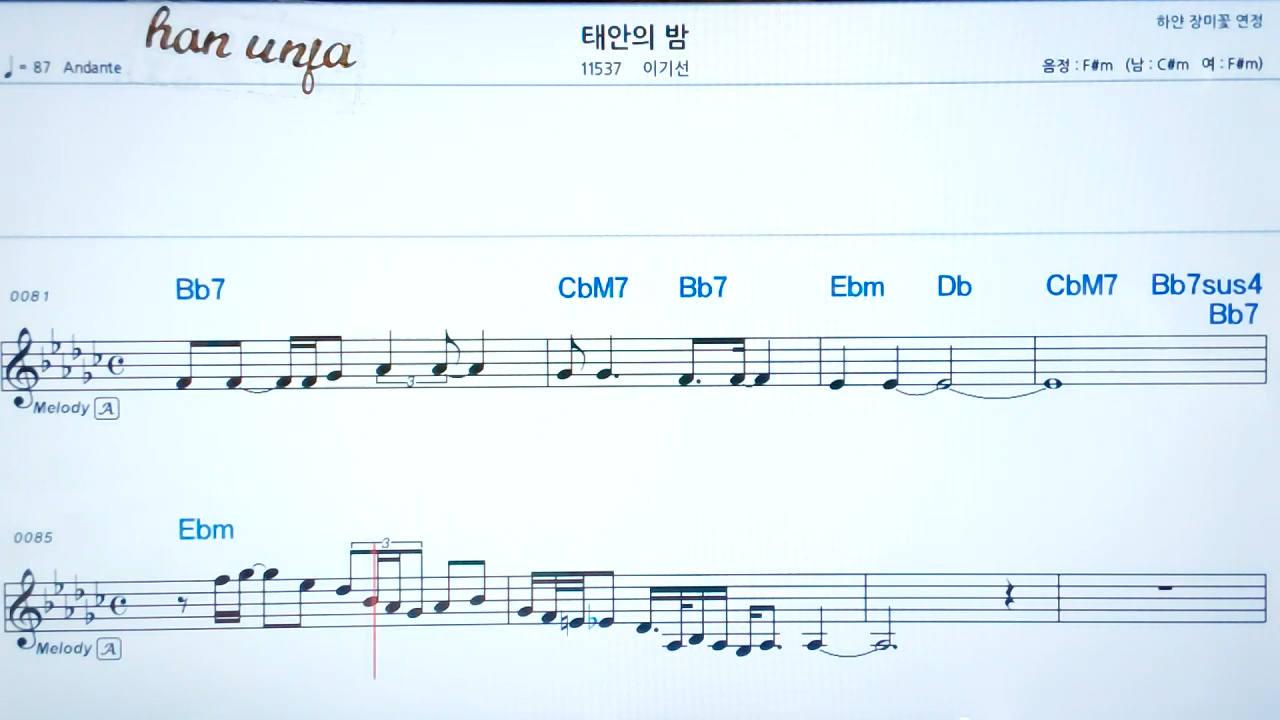 han unja
태안의 밤
하얀 장미꽃 연정
♩= 87 Andante
11537 이기선
음정 : F#m (남 : C#m 여 : F#m)
0081
Bb7 CbM7 Bb7 Ebm Db CbM7 Bb7sus4
Bb7
3
Melody A
0085
Ebm
3
Melody A